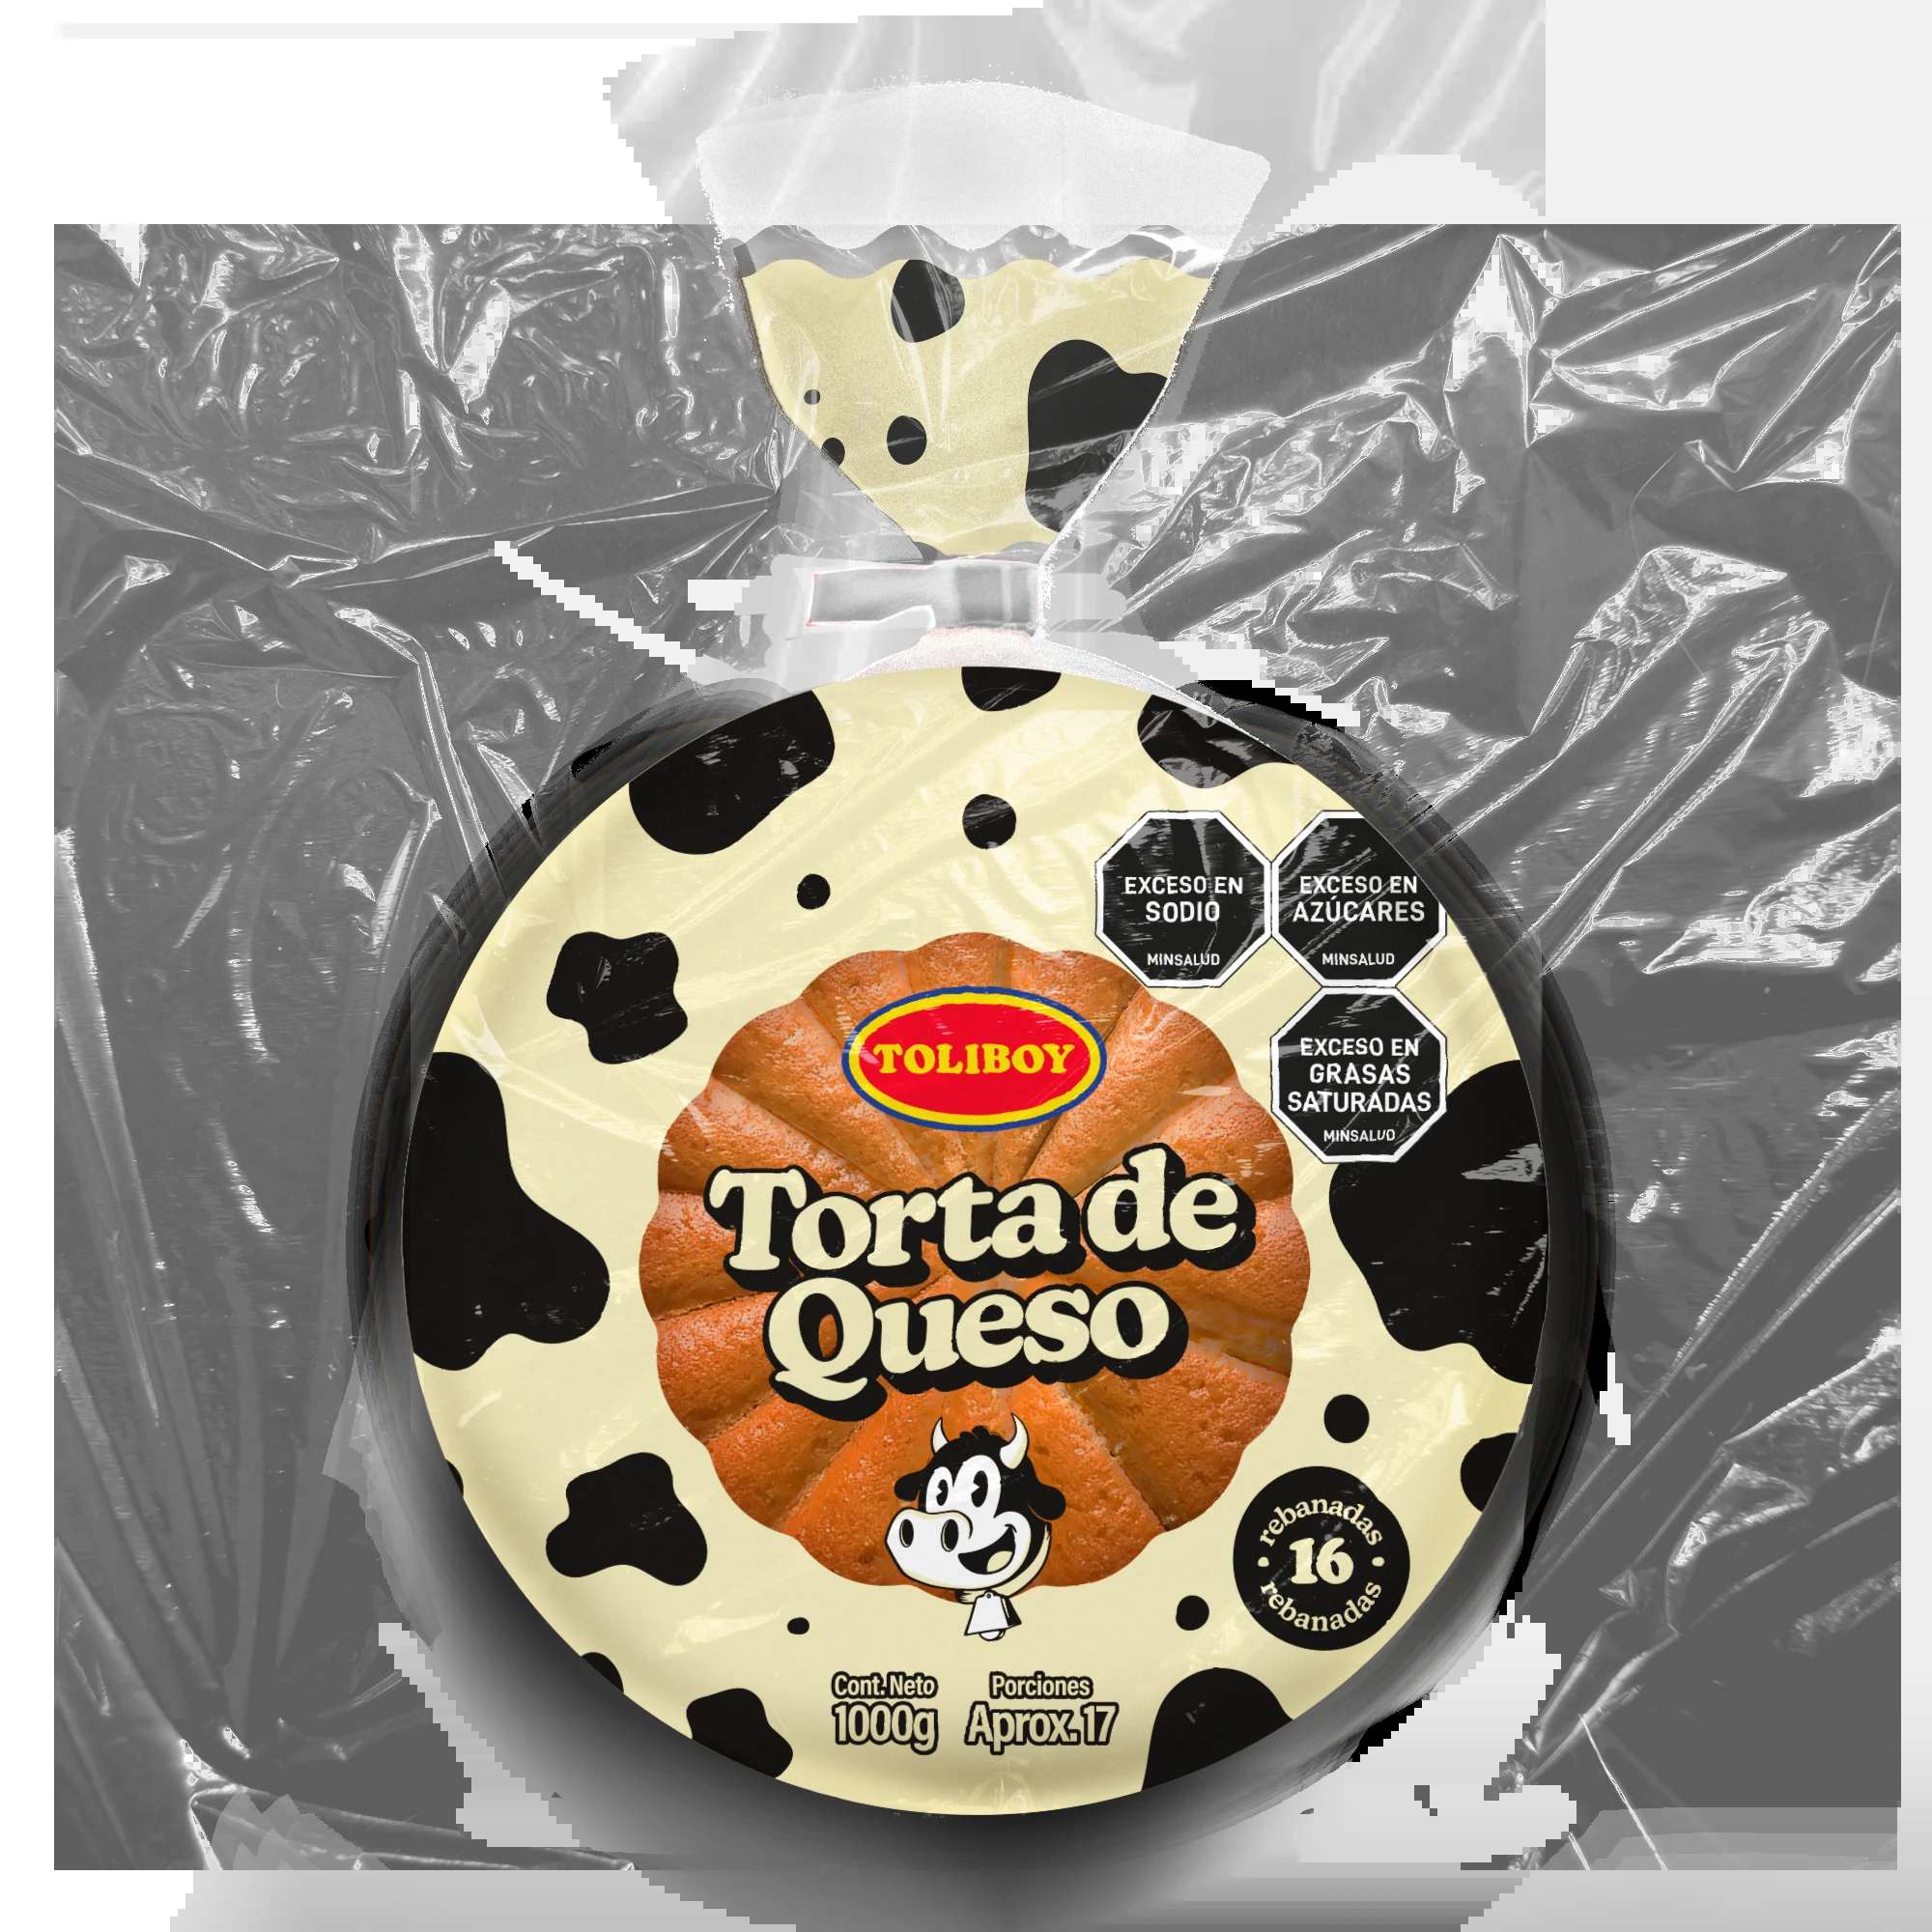 EXCESO EN
SODIO
MINSALUD
EXCESO EN
AZÚCARES
MINSALUD
EXCESO EN
GRASAS
SATURADAS
MINSALUD
TOLIBOY
Torta de
Queso
rebanadas
16
rebanadas
Cont. Neto
1000g
Porciones
Aprox. 17